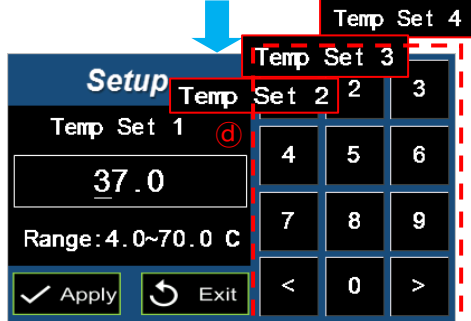 Temp Set 4
Temp Set 3
Setup
Temp Set 2
2 3
Temp Set 1
ⓓ
4 5 6
37.0
7 8 9
Range:4.0~70.0 C
Apply Exit
< 0 >